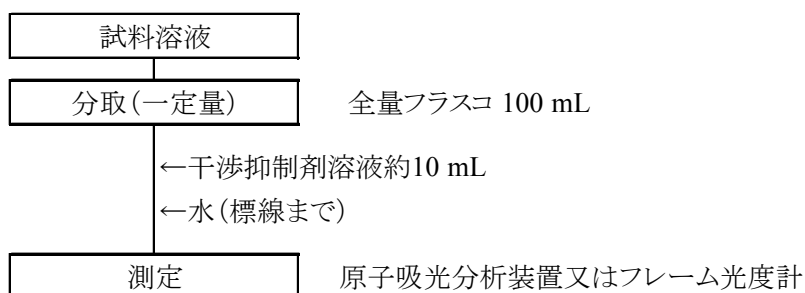 試料溶液
分取(一定量) 全量フラスコ 100 mL
←干渉抑制剤溶液約10 mL
←水(標線まで)
測定 原子吸光分析装置又はフレーム光度計